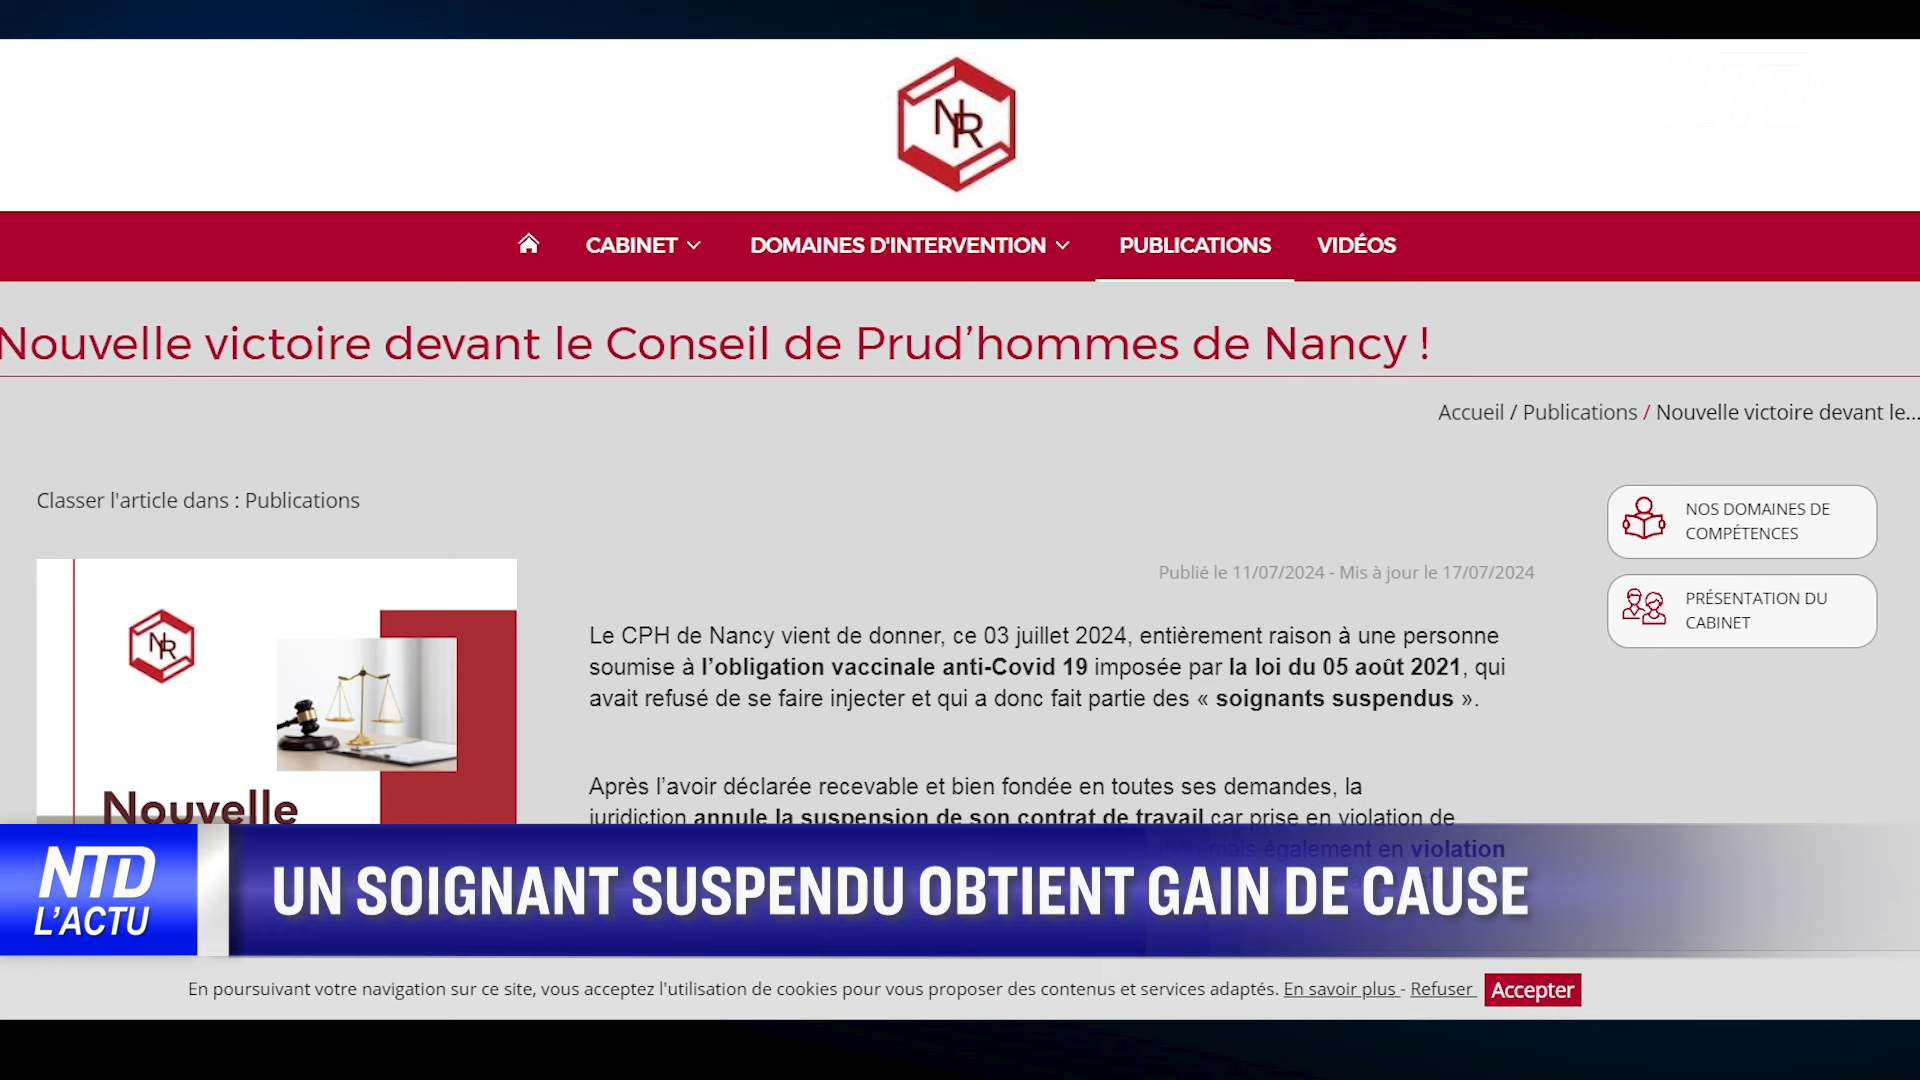 NTD
NR
CABINET
DOMAINES D'INTERVENTION
PUBLICATIONS
VIDÉOS
Nouvelle victoire devant le Conseil de Prud’hommes de Nancy !
Accueil / Publications / Nouvelle victoire devant le...
Classer l'article dans : Publications
NOS DOMAINES DE
COMPÉTENCES
Publié le 11/07/2024 - Mis à jour le 17/07/2024
PRÉSENTATION DU
CABINET
Le CPH de Nancy vient de donner, ce 03 juillet 2024, entièrement raison à une personne
soumise à l’obligation vaccinale anti-Covid 19 imposée par la loi du 05 août 2021, qui
avait refusé de se faire injecter et qui a donc fait partie des « soignants suspendus ».
NR
Nouvelle
Après l’avoir déclarée recevable et bien fondée en toutes ses demandes, la
juridiction annule la suspension de son contrat de travail car prise en violation de
mais également en violation
NTD
L’ACTU
UN SOIGNANT SUSPENDU OBTIENT GAIN DE CAUSE
En poursuivant votre navigation sur ce site, vous acceptez l'utilisation de cookies pour vous proposer des contenus et services adaptés. En savoir plus - Refuser Accepter